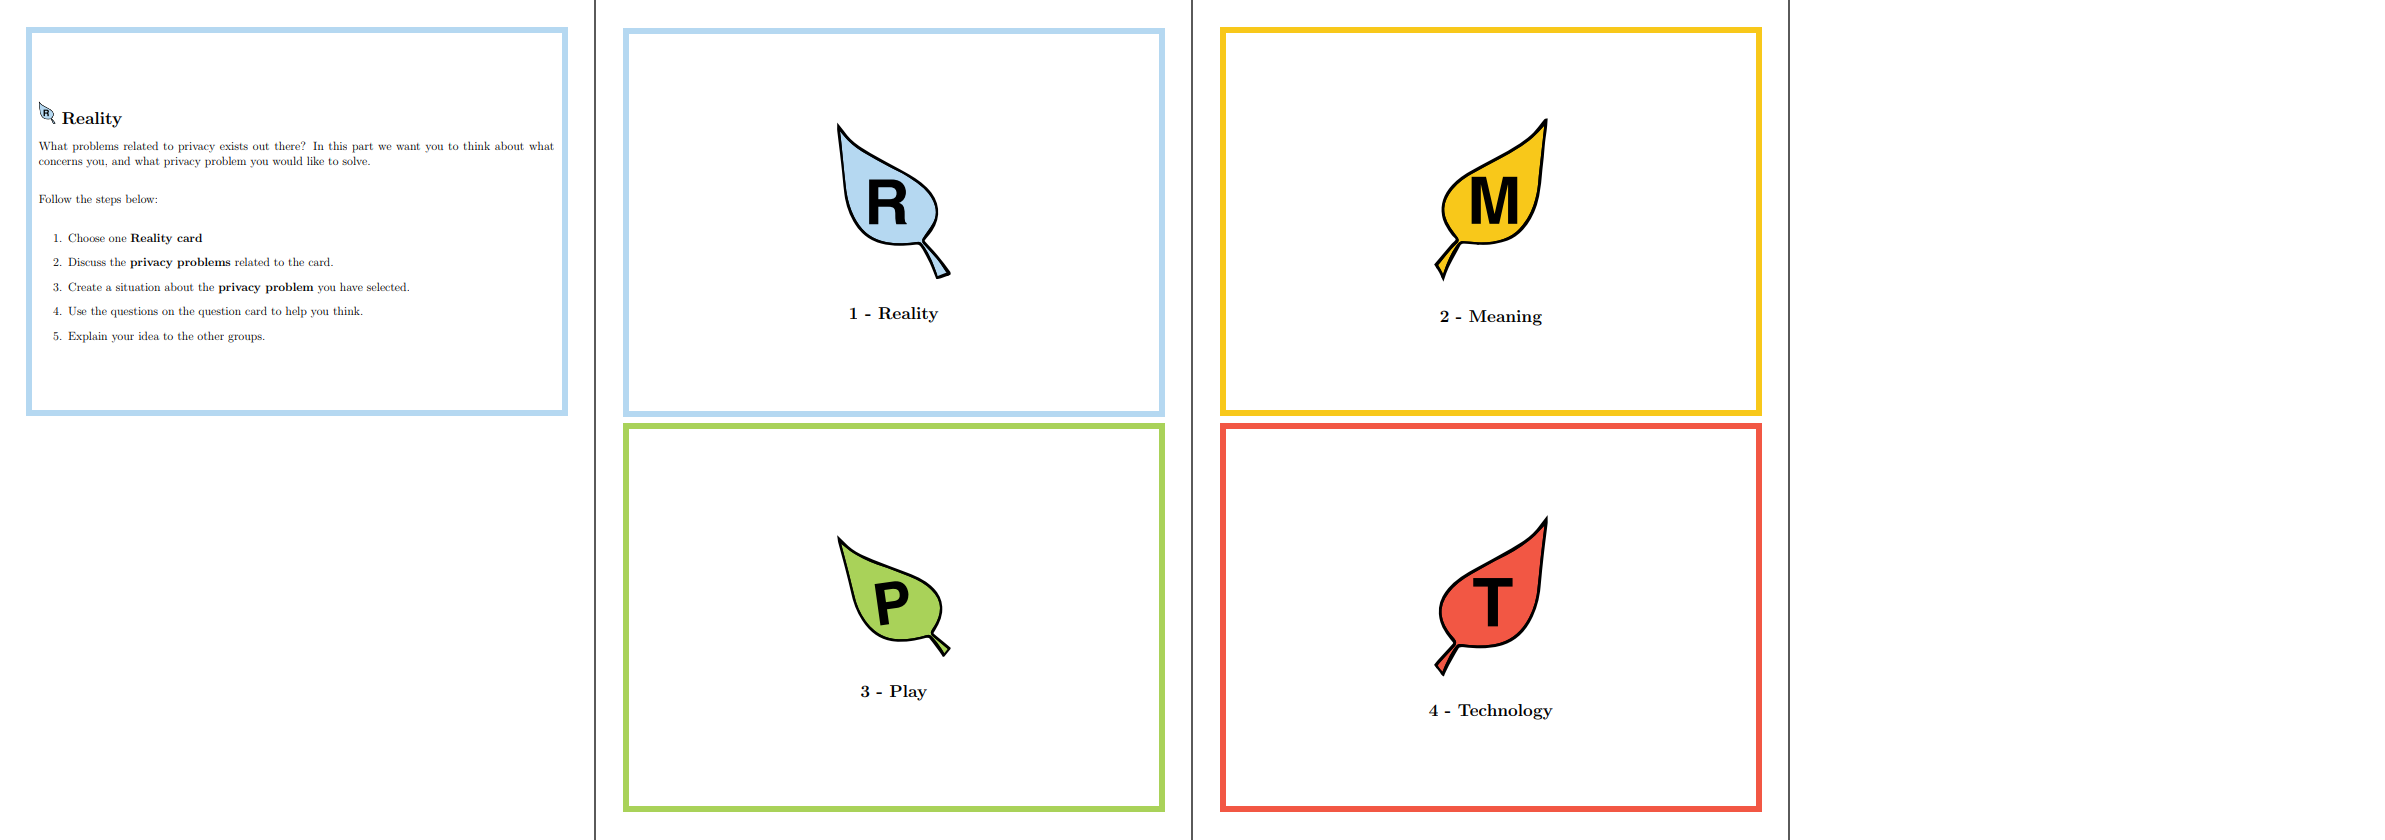 R Reality
What problems related to privacy exists out there? In this part we want you to think about what
concerns you, and what privacy problem you would like to solve.
Follow the steps below:
1. Choose one Reality card
2. Discuss the privacy problems related to the card.
3. Create a situation about the privacy problem you have selected.
4. Use the questions on the question card to help you think.
5. Explain your idea to the other groups.
R
1 - Reality
P
3 - Play
M
2 - Meaning
T
4 - Technology